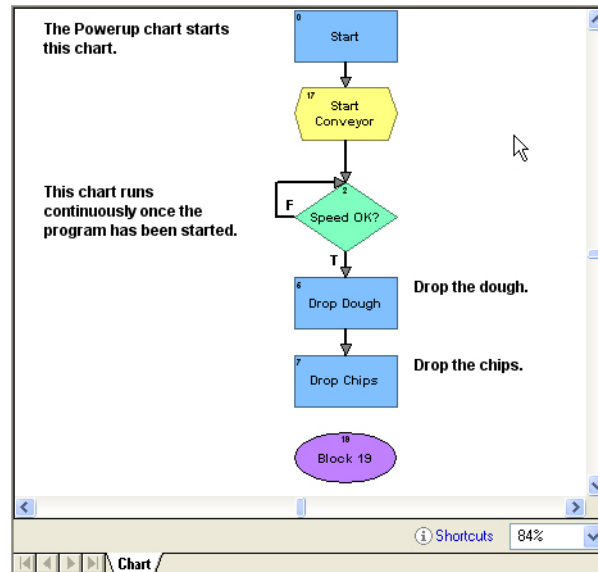 The Powerup chart starts
this chart.
0
Start
17
Start
Conveyor
This chart runs
continuously once the
program has been started.
2
F
Speed OK?
T
6
Drop Dough
Drop the dough.
7
Drop Chips
Drop the chips.
19
Block 19
Shortcuts
84%
Chart